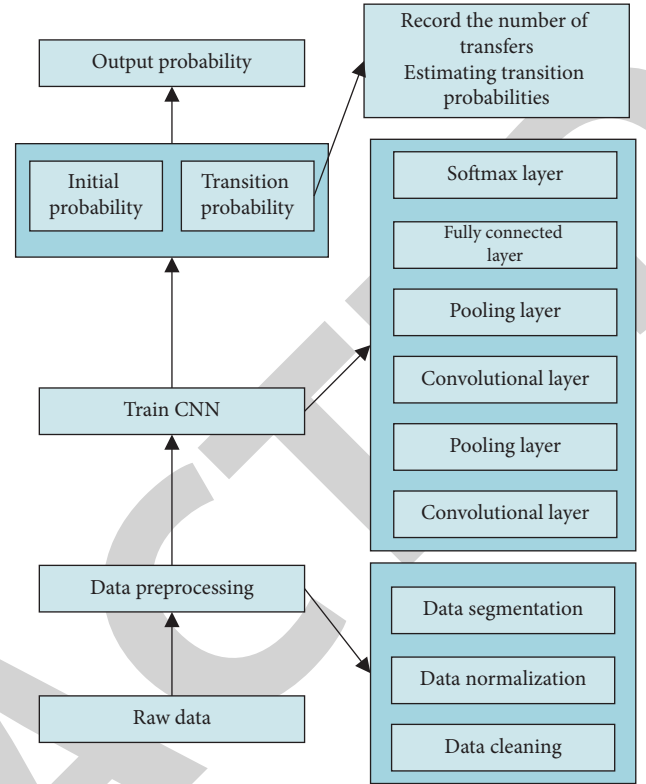 Output probability
Record the number of
transfers
Estimating transition
probabilities
Initial
probability
Transition
probability
Softmax layer
Fully connected
layer
Pooling layer
Convolutional layer
Pooling layer
Convolutional layer
Train CNN
Data preprocessing
Data segmentation
Data normalization
Data cleaning
Raw data